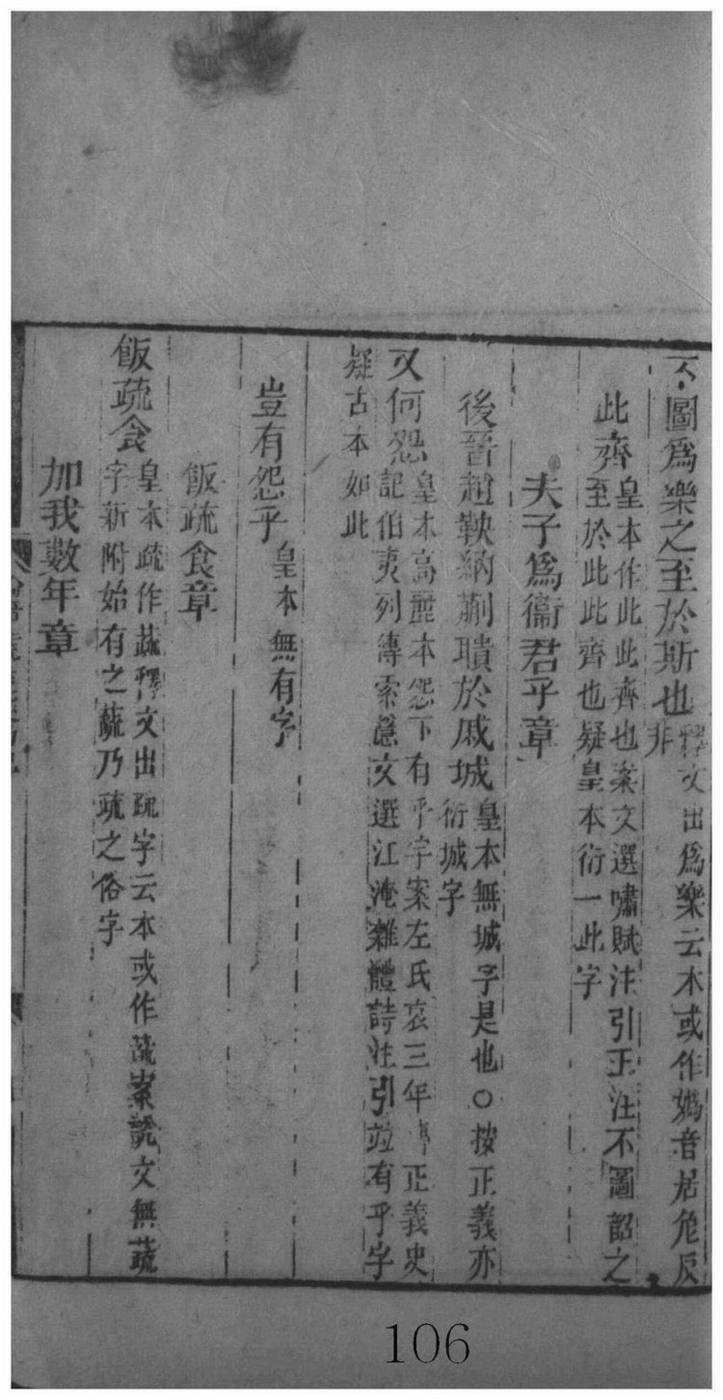 不圖爲樂之至於斯也釋文出爲樂云本或作嬀音居危反
非
此齊皇本作此此齊也案文選嘯賦注引王注不圖韶之
至於此此齊也疑皇本衍一此字
夫子爲衞君乎章
後晉趙鞅納蒯聵於戚城皇本無城字是也○按正義亦
衍城字
又何怨皇本高麗本怨下有乎字案左氏哀三年傳正義史
記伯夷列傳索隱文選江淹雜體詩注引竝有乎字
疑古本如此
豈有怨乎皇本無有字
飯疏食章
飯疏食皇本疏作蔬釋文出疏字云本或作蔬案說文無蔬
字新附始有之蔬乃疏之俗字
加我數年章
106